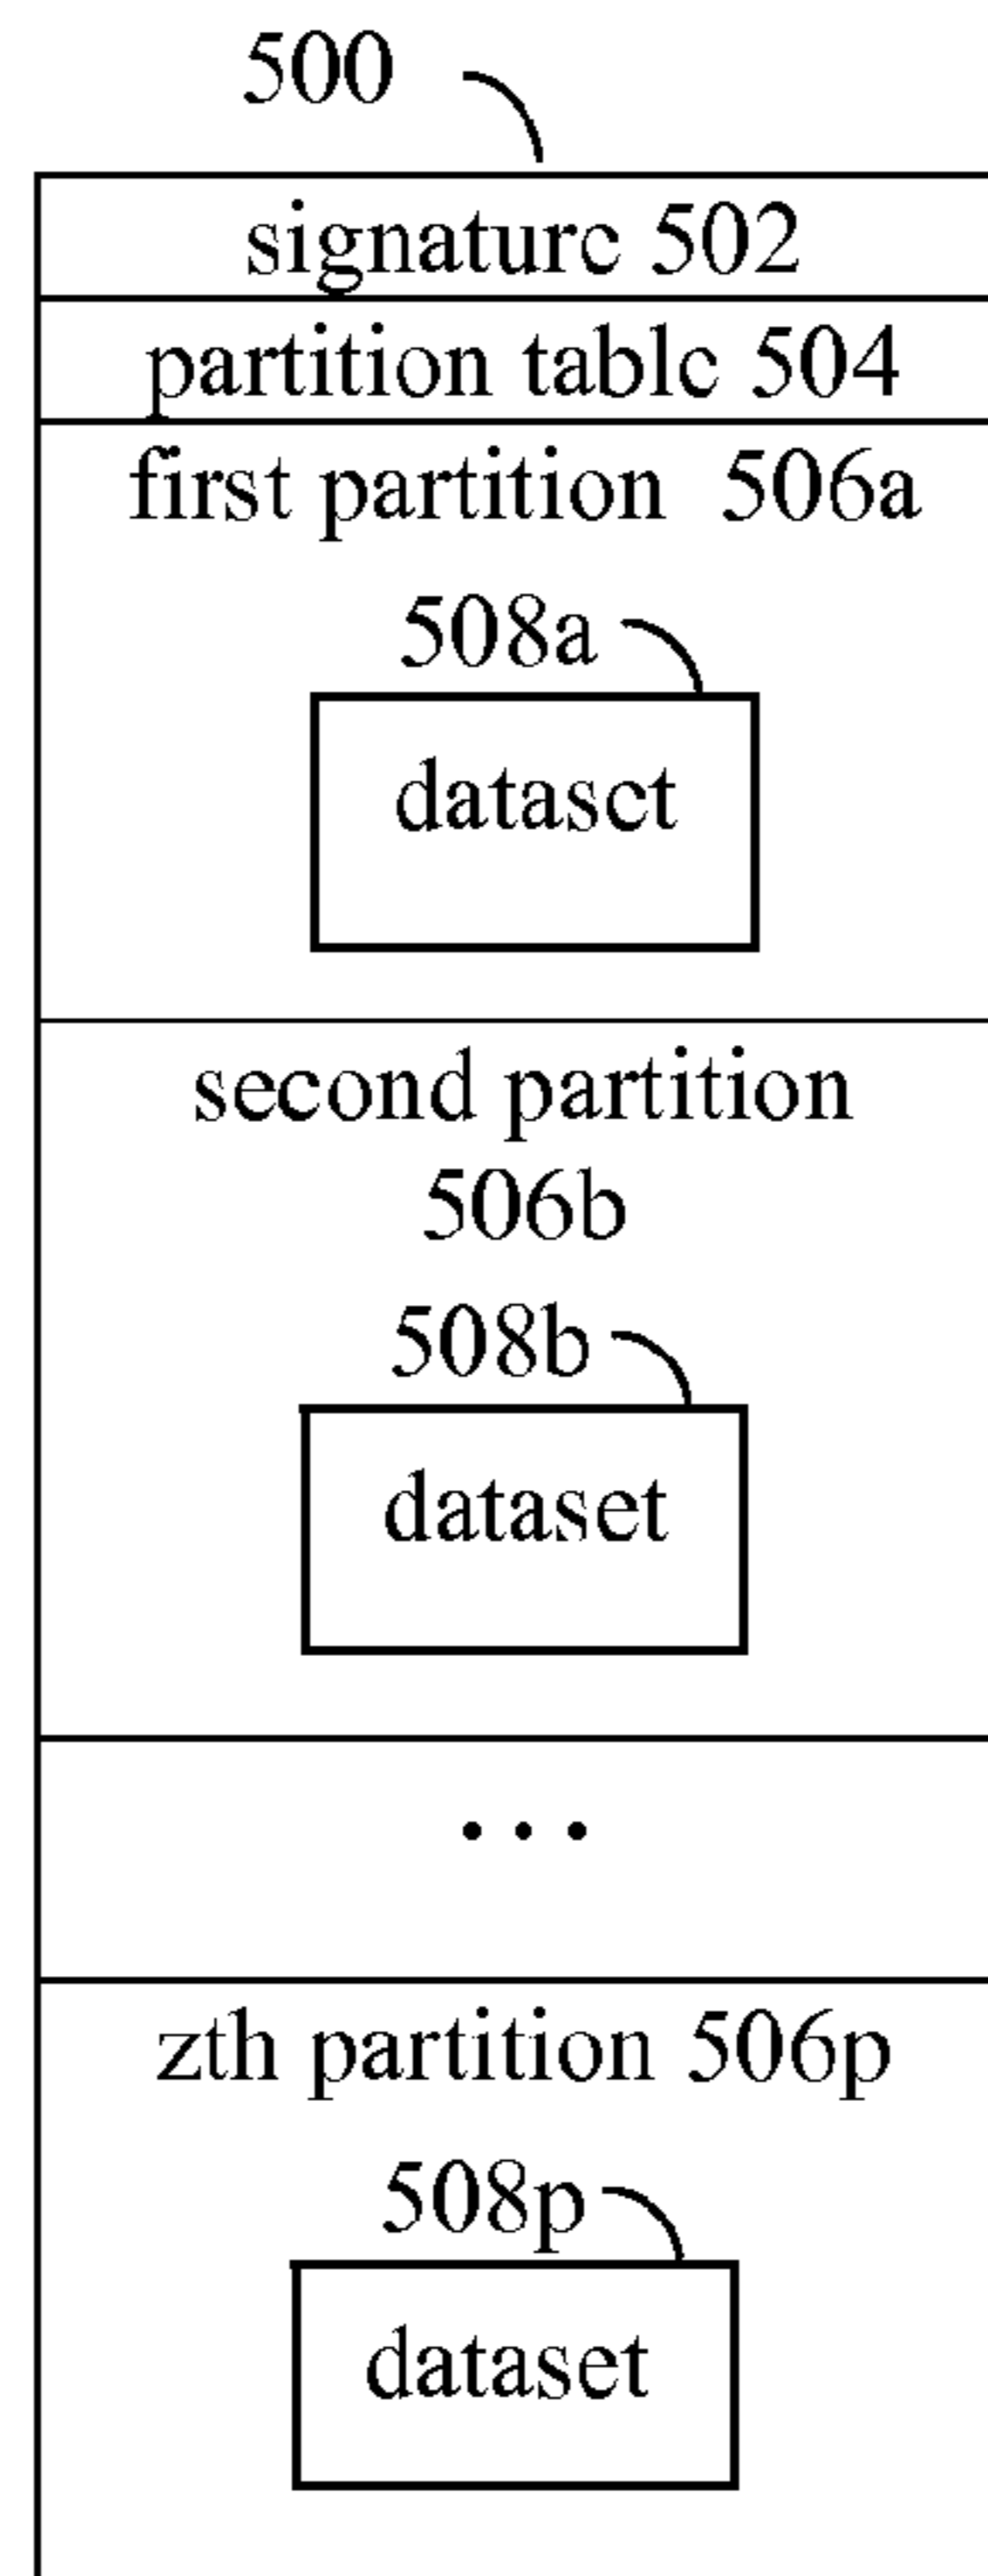 500
signature 502
partition table 504
first partition 506a
508a
dataset
second partition
506b
508b
dataset
...
zth partition 506p
508p
dataset